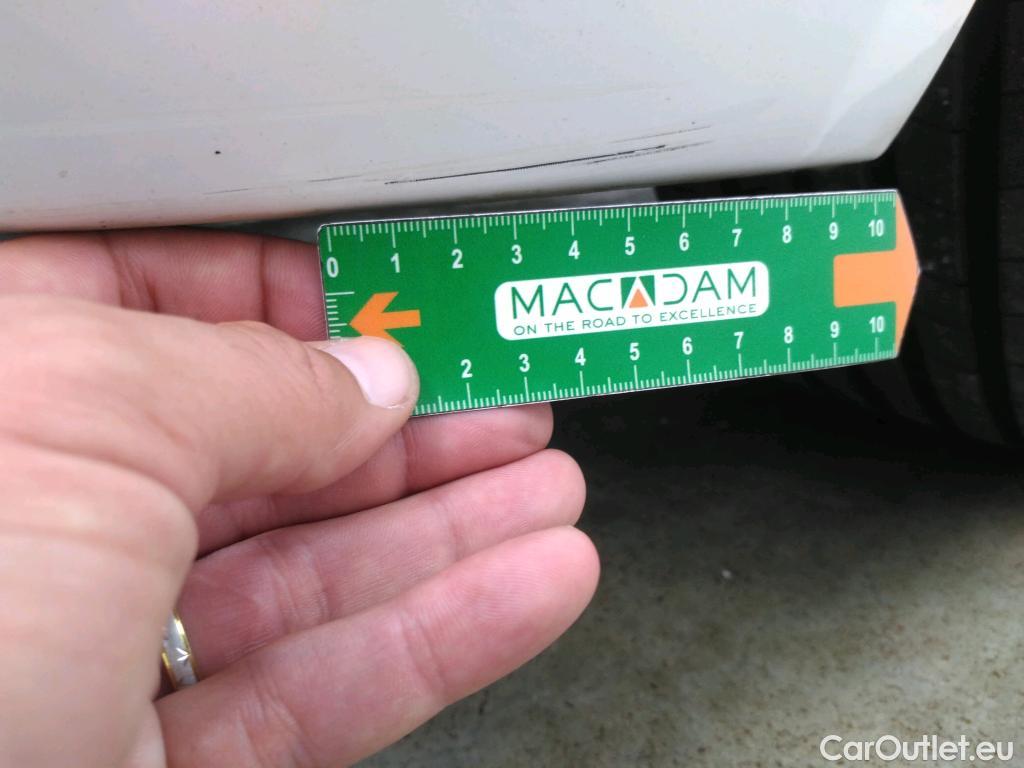 0 1 2 3 4 5 6 7 8 9 10
MACADAM
ON THE ROAD TO EXCELLENCE
2 3 4 5 6 7 8 9 10
CarOutlet.eu